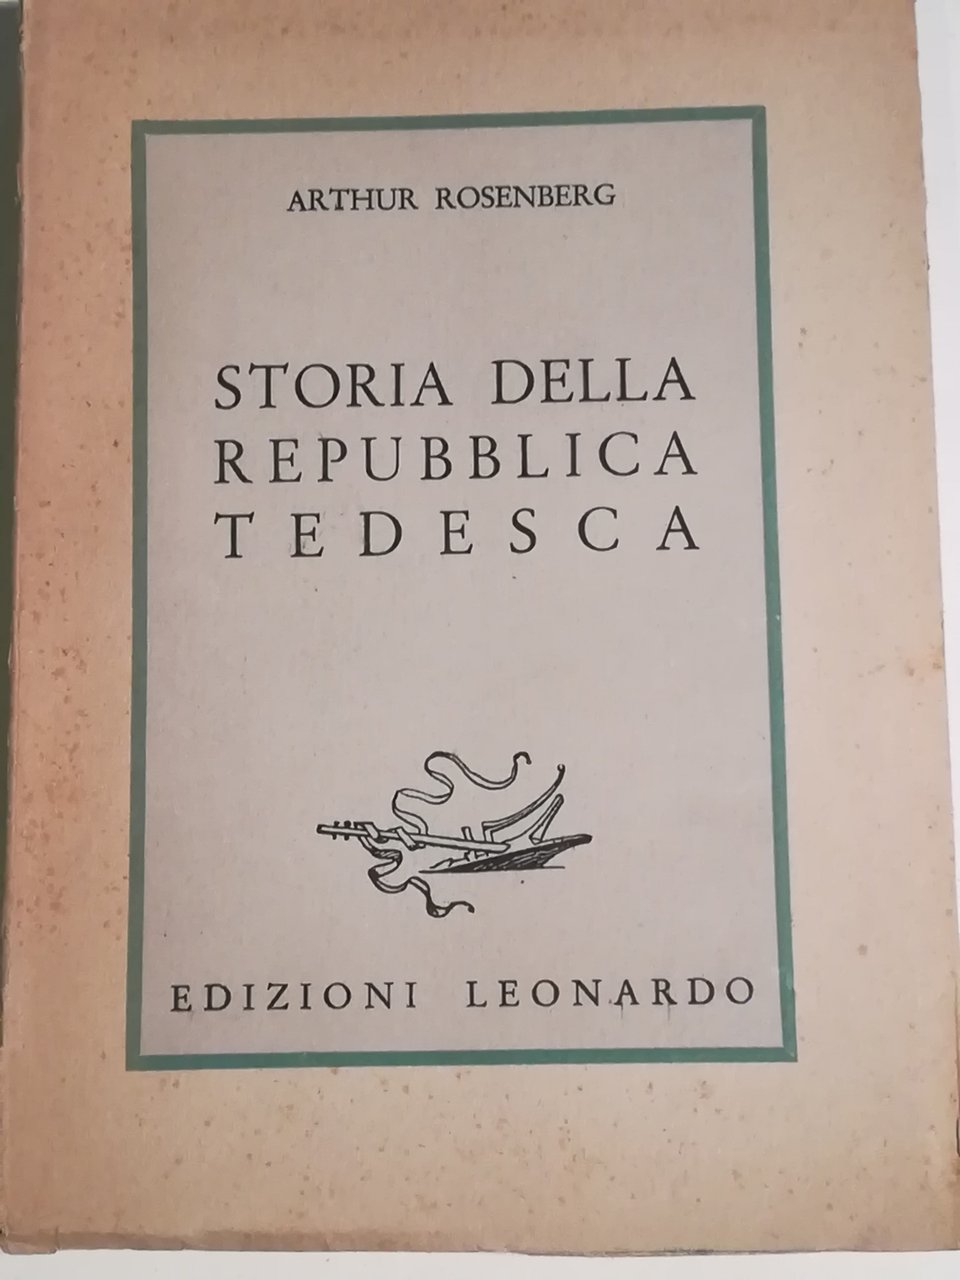 ARTHUR ROSENBERG
STORIA DELLA
REPUBBLICA
TEDESCA
EDIZIONI LEONARDO